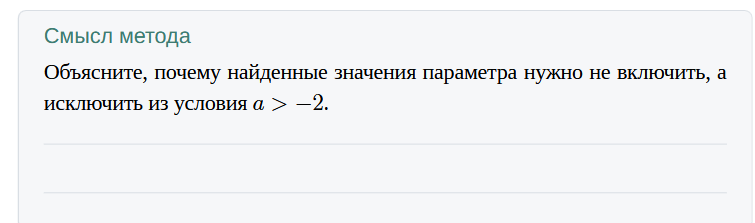 Смысл метода
Объясните, почему найденные значения параметра нужно не включить, а
исключить из условия a > −2.